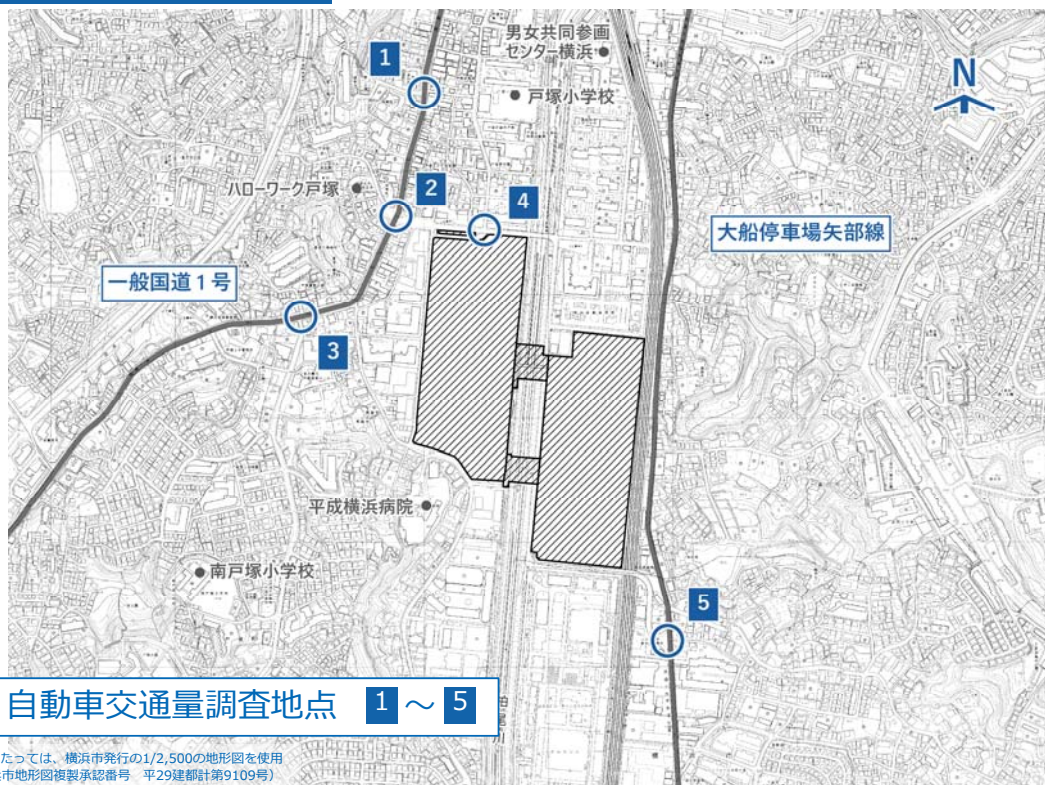 男女共同参画
センター横浜
1
N
戸塚小学校
ハローワーク戸塚
2
4
大船停車場矢部線
一般国道1号
3
平成横浜病院
南戸塚小学校
5
自動車交通量調査地点 1 ～ 5
柏尾川
たっては、横浜市発行の1/2,500の地形図を使用
市地形図複製承認番号 平29建都計第9109号）